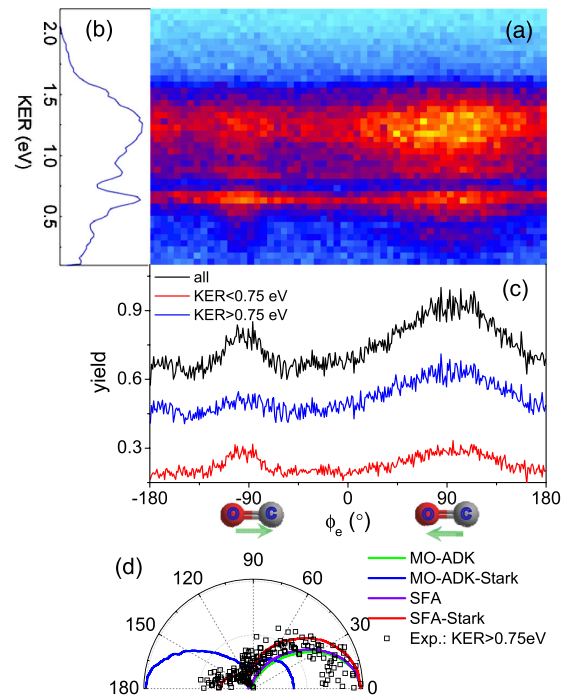 (b)
(a)
2.0
1.5
1.0
0.5
KER (eV)
(c)
all
KER<0.75 eV
KER>0.75 eV
0.9
0.6
0.3
yield
-180 -90 0 90 180
ϕe (°)
O C
O C
(d)
90
120 60
150 30
180 0
MO-ADK
MO-ADK-Stark
SFA
SFA-Stark
Exp.: KER>0.75eV